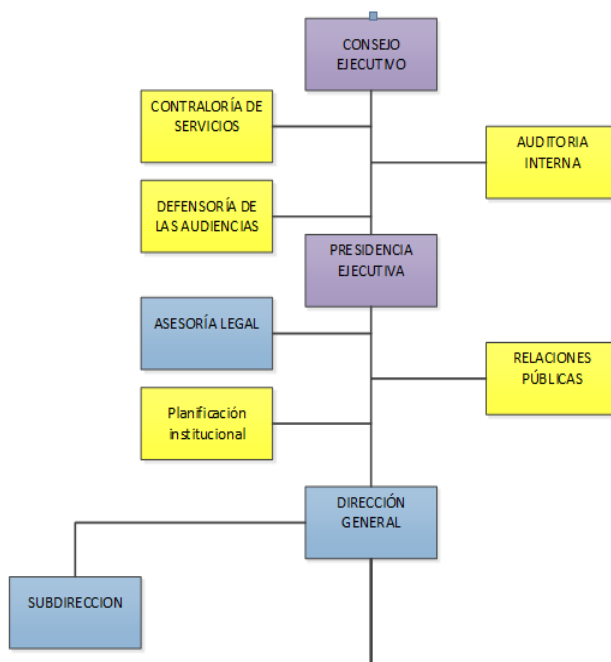 CONSEJO
EJECUTIVO
CONTRALORÍA DE
SERVICIOS
AUDITORIA
INTERNA
DEFENSORÍA DE
LAS AUDIENCIAS
PRESIDENCIA
EJECUTIVA
ASESORÍA LEGAL
RELACIONES
PÚBLICAS
Planificación
institucional
DIRECCIÓN
GENERAL
SUBDIRECCION